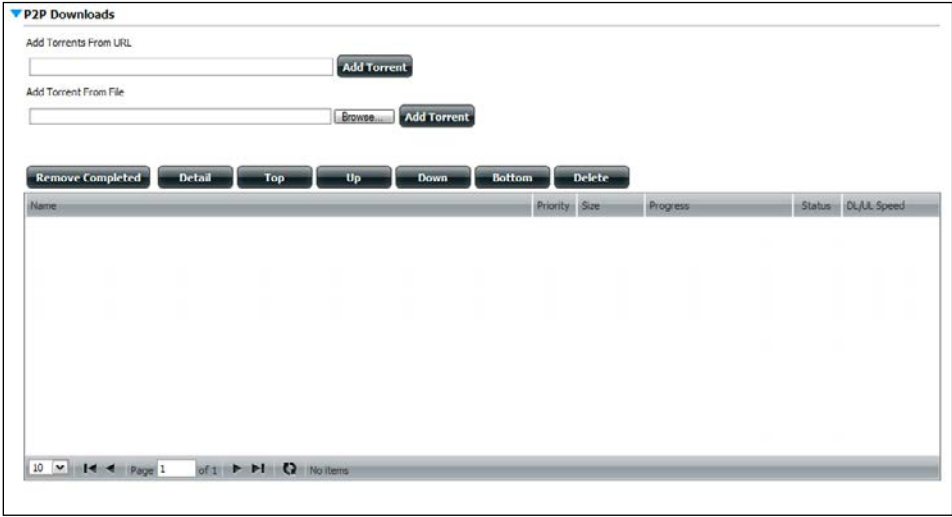 P2P Downloads
Add Torrents From URL
Add Torrent
Add Torrent From File
Browse... Add Torrent
Remove Completed Detail Top Up Down Bottom Delete
Name Priority Size Progress Status DL/UL Speed
10 Page 1 of 1 No items